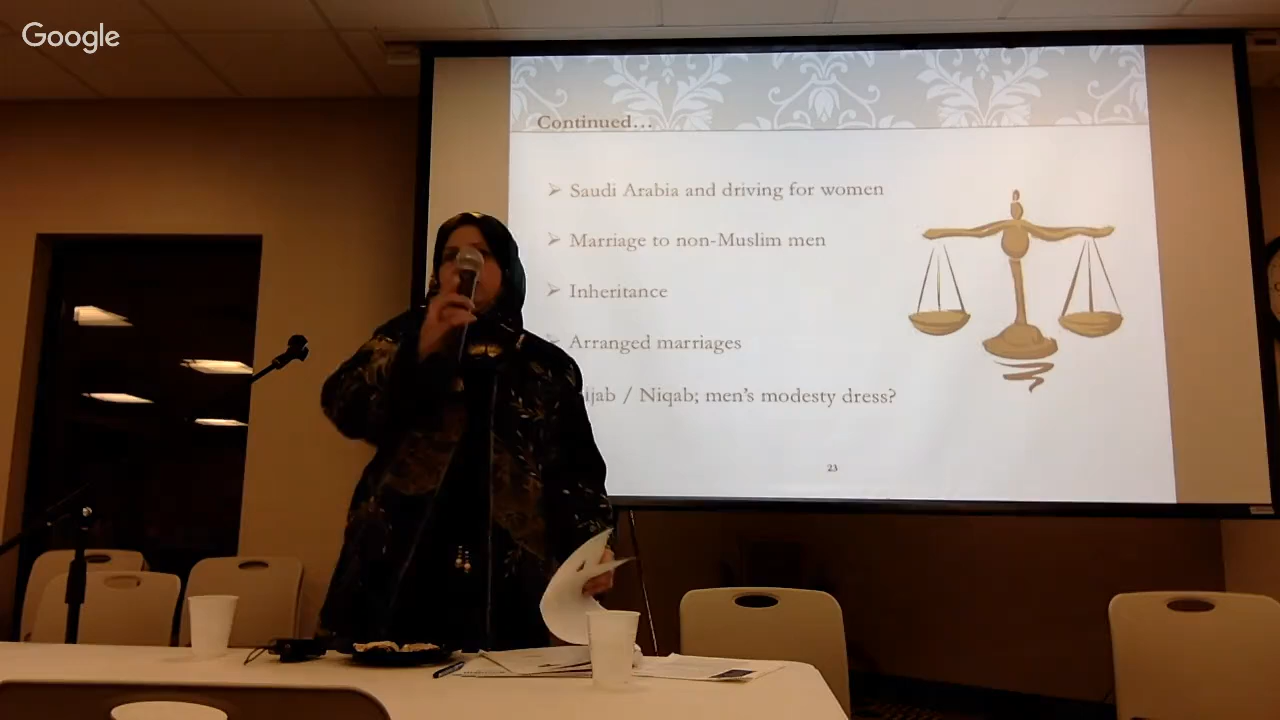 Google
Continued...
Saudi Arabia and driving for women
Marriage to non-Muslim men
Inheritance
Arranged marriages
/ Niqab; men's modesty dress?
23